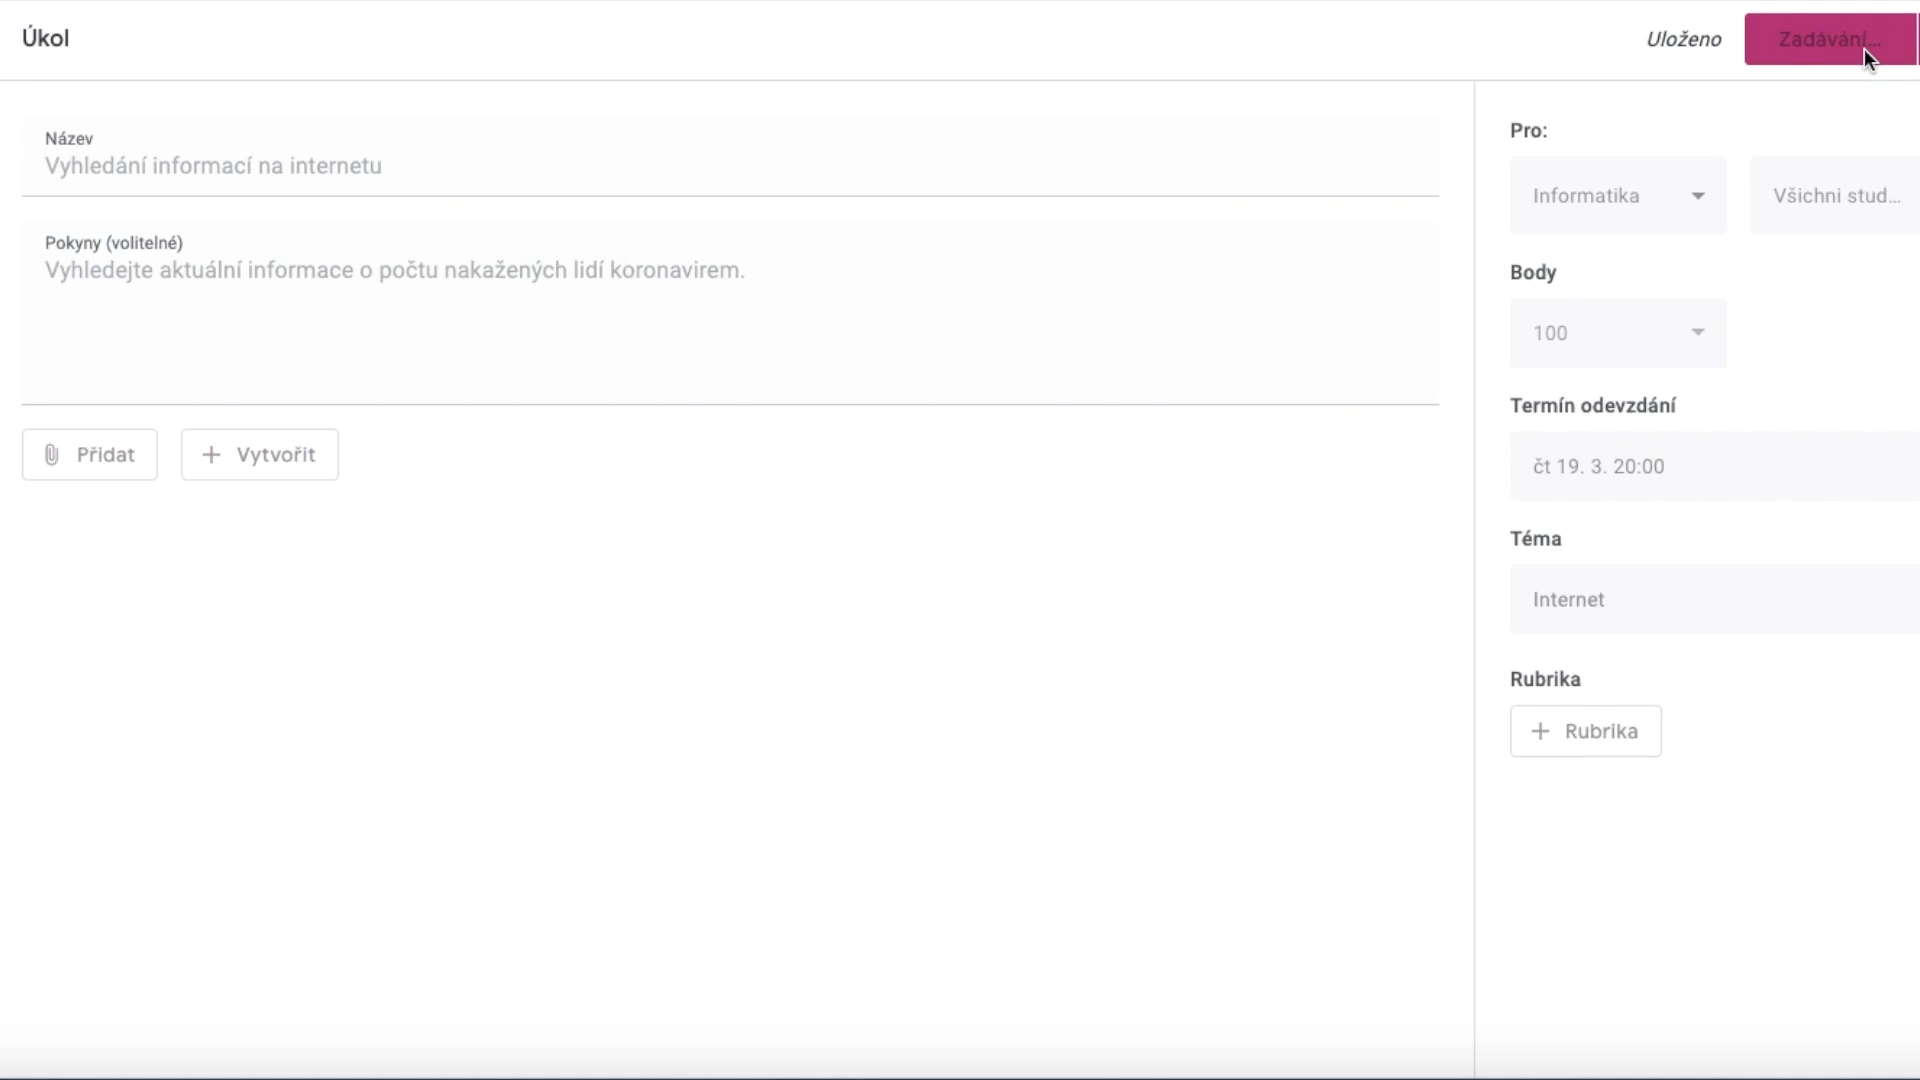 Úkol
Uloženo
Zadávání...
Název
Vyhledání informací na internetu
Pokyny (volitelné)
Vyhledejte aktuální informace o počtu nakažených lidí koronavirem.
Přidat
Vytvořit
Pro:
Informatika
Všichni stud...
Body
100
Termín odevzdání
čt 19. 3. 20:00
Téma
Internet
Rubrika
Rubrika